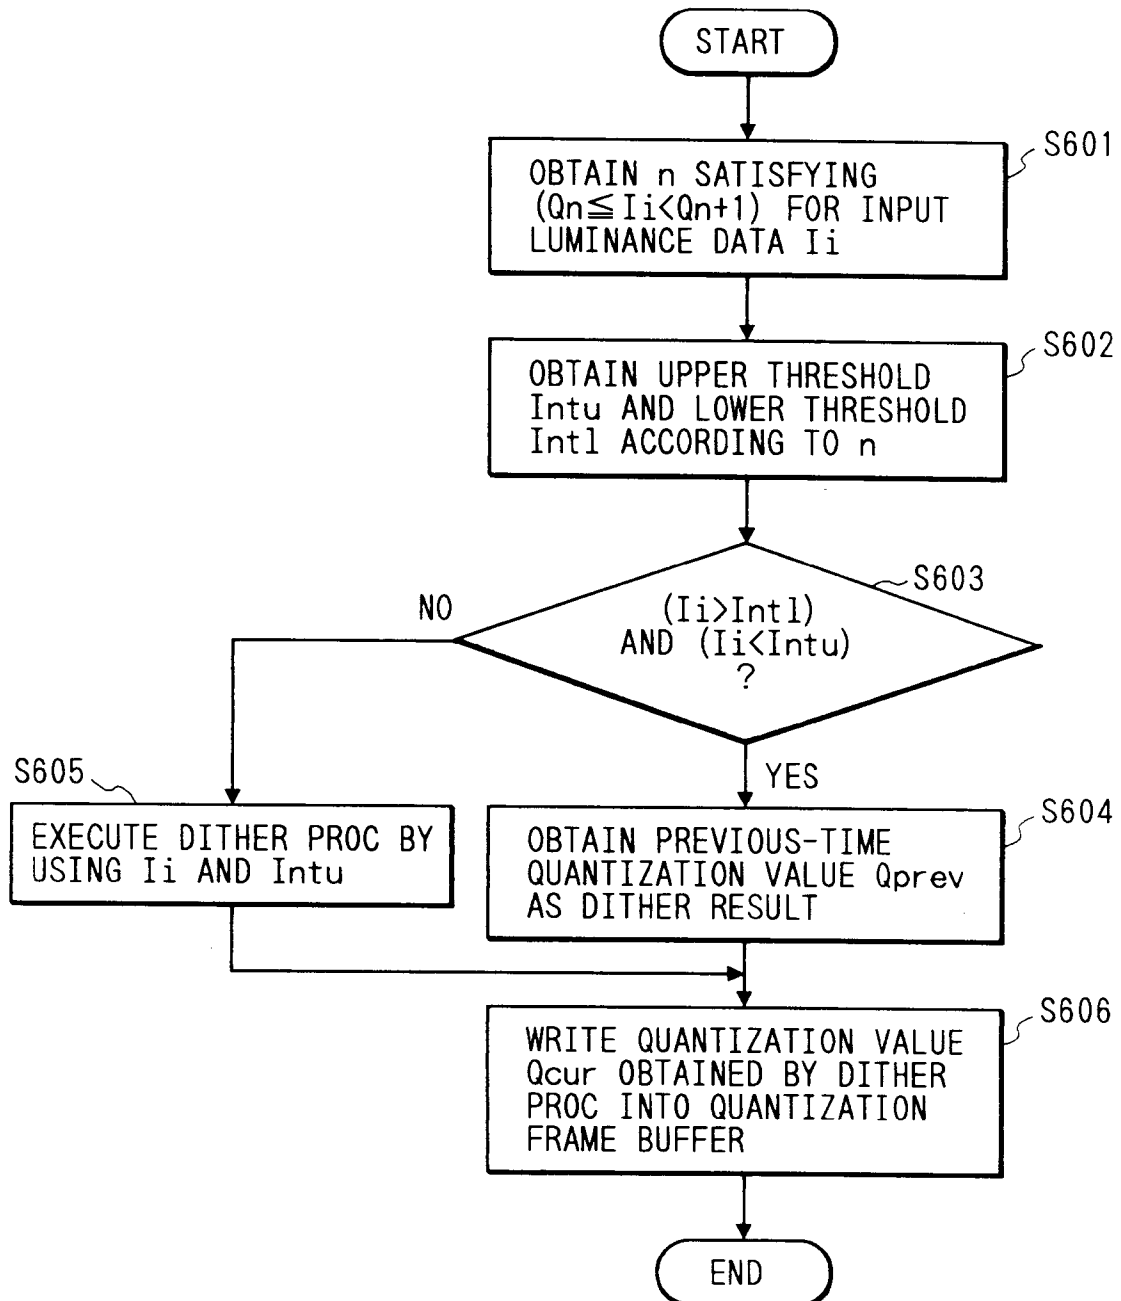 START
S601
OBTAIN n SATISFYING
(Qn≦Ii<Qn+1) FOR INPUT
LUMINANCE DATA Ii
S602
OBTAIN UPPER THRESHOLD
Intu AND LOWER THRESHOLD
Intl ACCORDING TO n
S603
(Ii>Intl)
AND (Ii<Intu)
?
NO
YES
S605
EXECUTE DITHER PROC BY
USING Ii AND Intu
S604
OBTAIN PREVIOUS-TIME
QUANTIZATION VALUE Qprev
AS DITHER RESULT
S606
WRITE QUANTIZATION VALUE
Qcur OBTAINED BY DITHER
PROC INTO QUANTIZATION
FRAME BUFFER
END